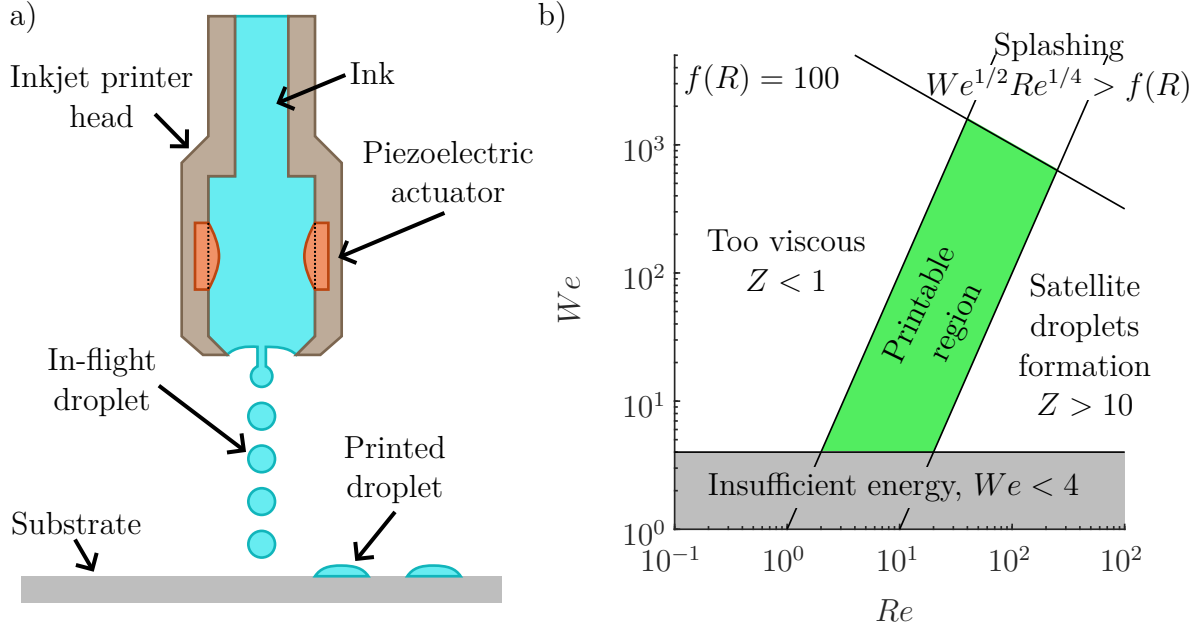 a)
Inkjet printer
head
Ink
Piezoelectric
actuator
In-flight
droplet
Printed
droplet
Substrate
b)
Splashing
f(R) = 100
We^{1/2}Re^{1/4} > f(R)
10^3
Too viscous
Z < 1
Printable
region
Satellite
droplets
formation
Z > 10
10^2
We
10^1
Insufficient energy, We < 4
10^0
10^{-1}
10^0
10^1
10^2
10^2
Re